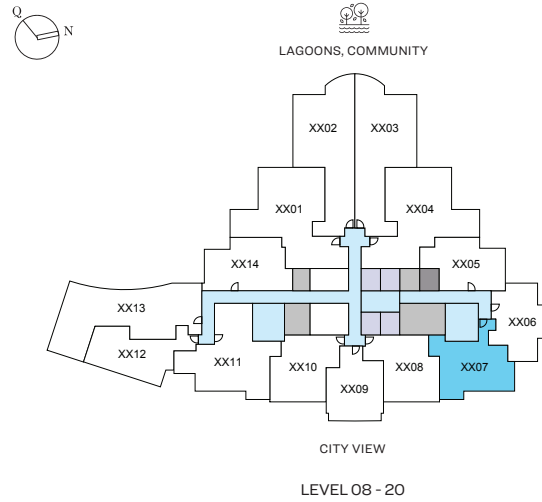 Q
N
LAGOONS, COMMUNITY
XX02
XX03
XX01
XX04
XX14
XX05
XX13
XX06
XX12
XX11
XX10
XX08
XX07
XX09
CITY VIEW
LEVEL 08 - 20